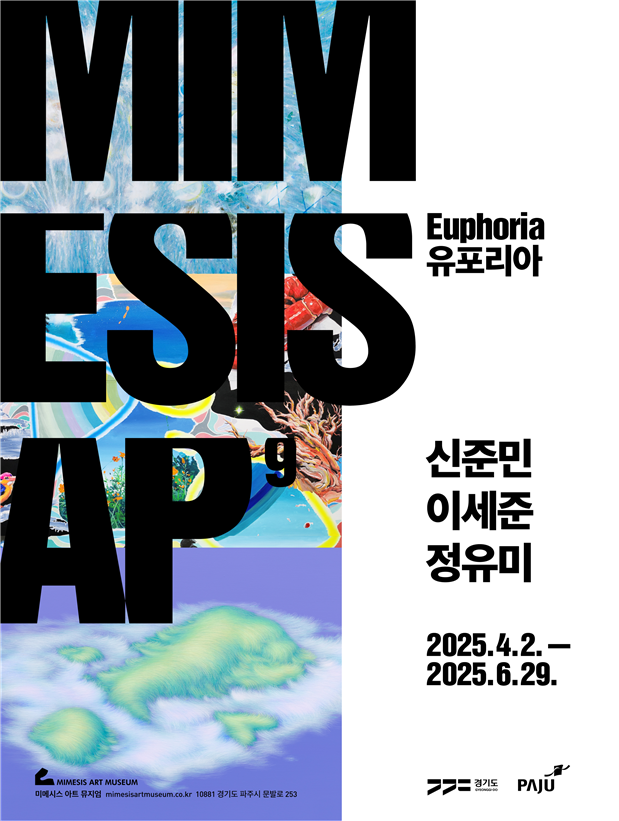 MIM
ESIS
AP9
Euphoria
유포리아
신준민
이세준
정유미
2025.4.2.—
2025.6.29.
MIMESIS ART MUSEUM
미메시스 아트 뮤지엄 mimesisartmuseum.co.kr 10881 경기도 파주시 문발로 253
경기도
GYEONGGI-DO
PAJU